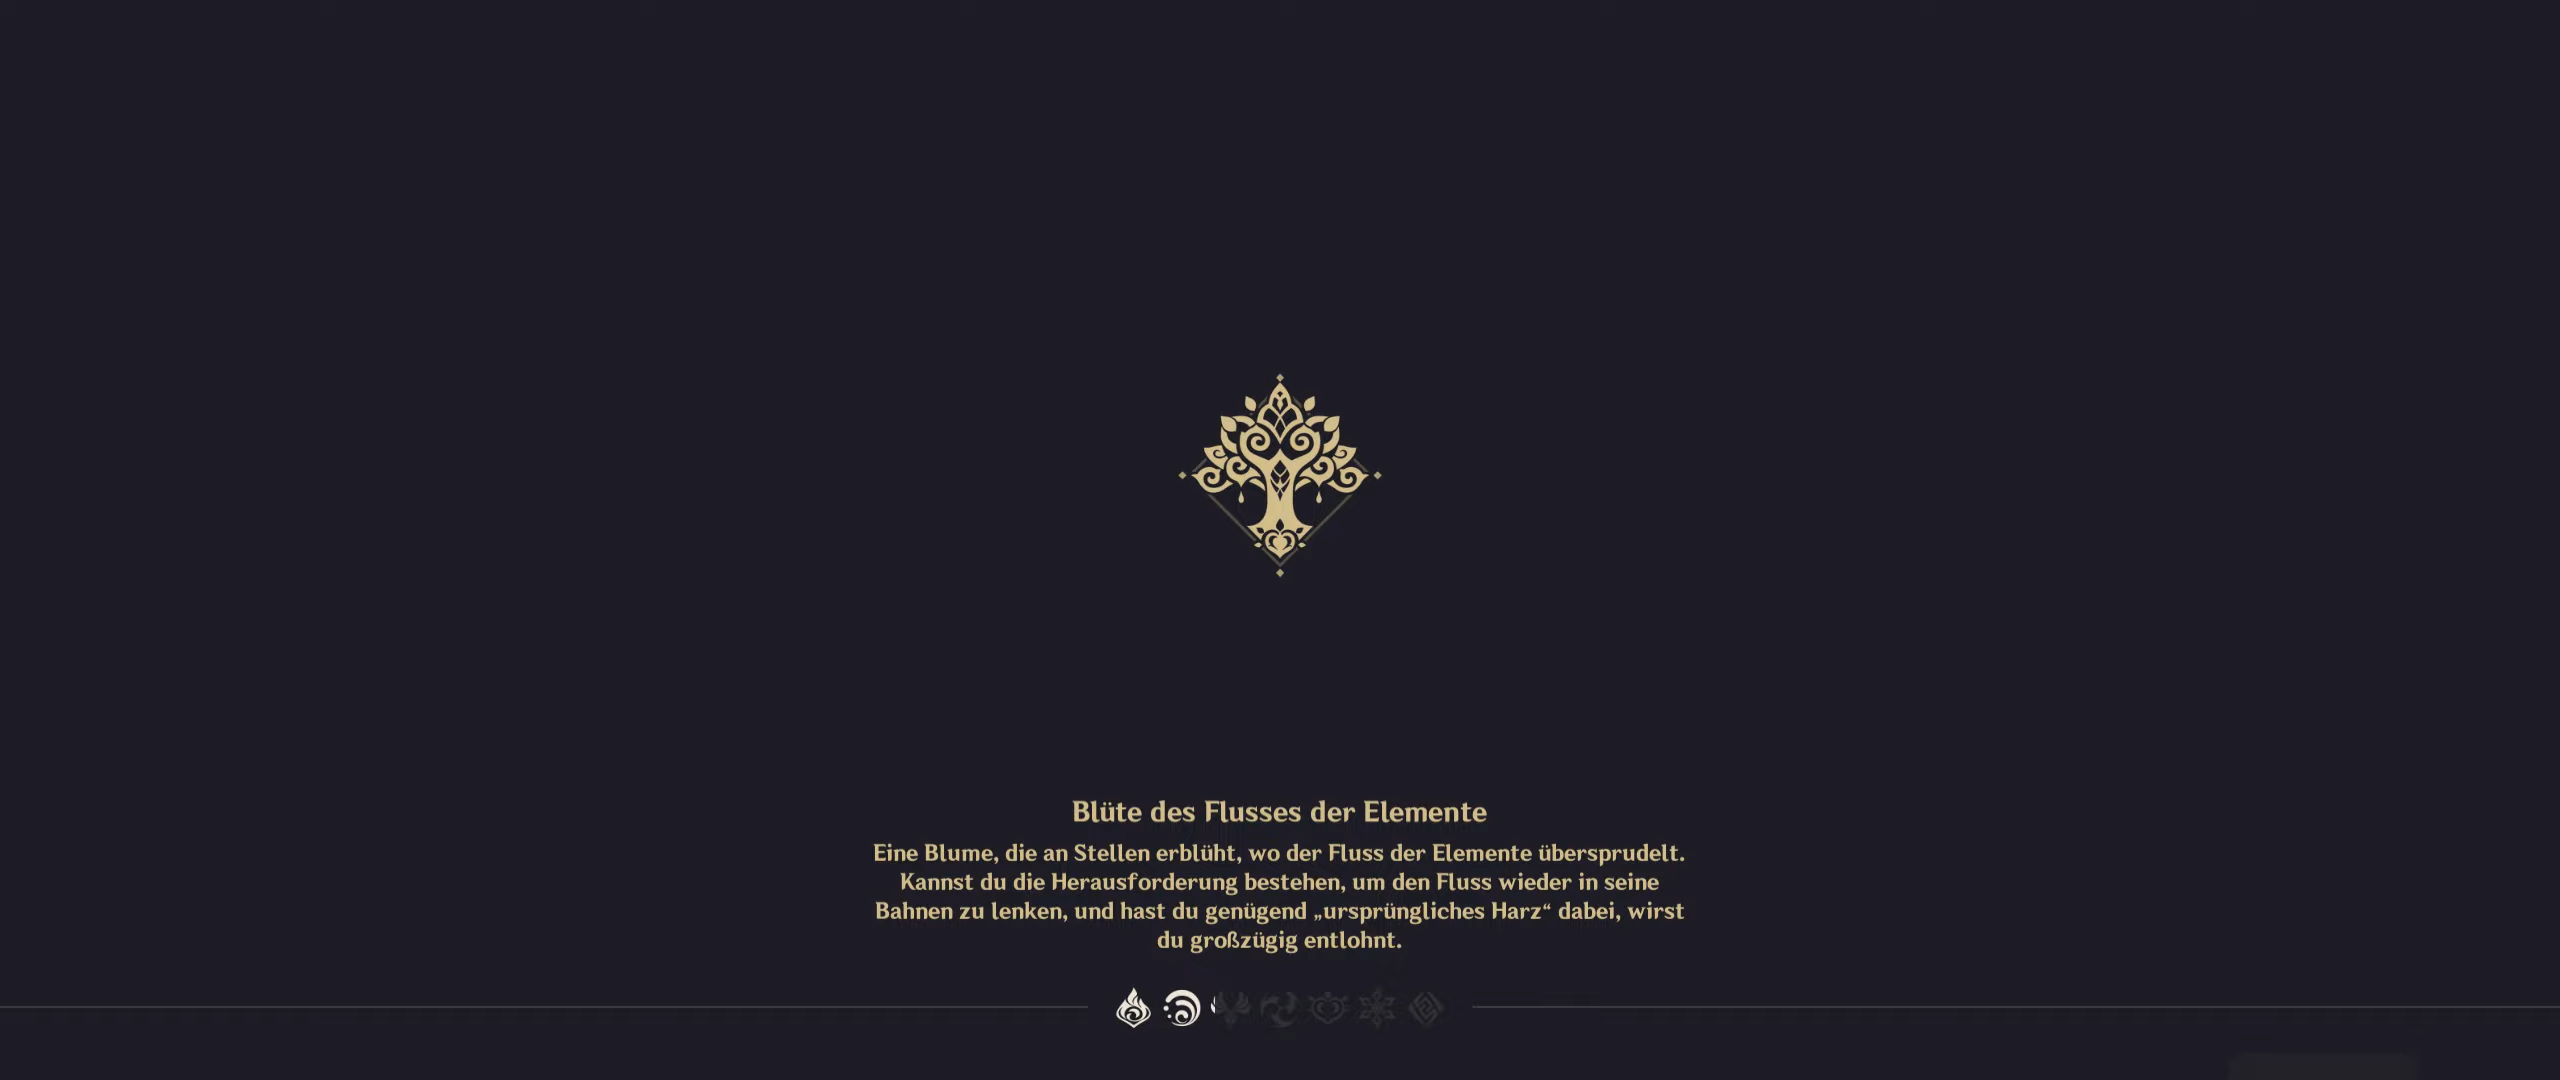 Blüte des Flusses der Elemente
Eine Blume, die an Stellen erblüht, wo der Fluss der Elemente übersprudelt.
Kannst du die Herausforderung bestehen, um den Fluss wieder in seine
Bahnen zu lenken, und hast du genügend „ursprüngliches Harz“ dabei, wirst
du großzügig entlohnt.